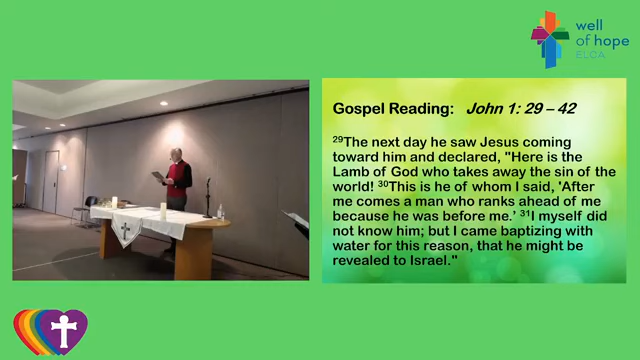 well
of hope
ELCA
Gospel Reading: John 1: 29 – 42
29The next day he saw Jesus coming
toward him and declared, "Here is the
Lamb of God who takes away the sin of the
world! 30This is he of whom I said, 'After
me comes a man who ranks ahead of me
because he was before me.' 31I myself did
not know him; but I came baptizing with
water for this reason, that he might be
revealed to Israel."